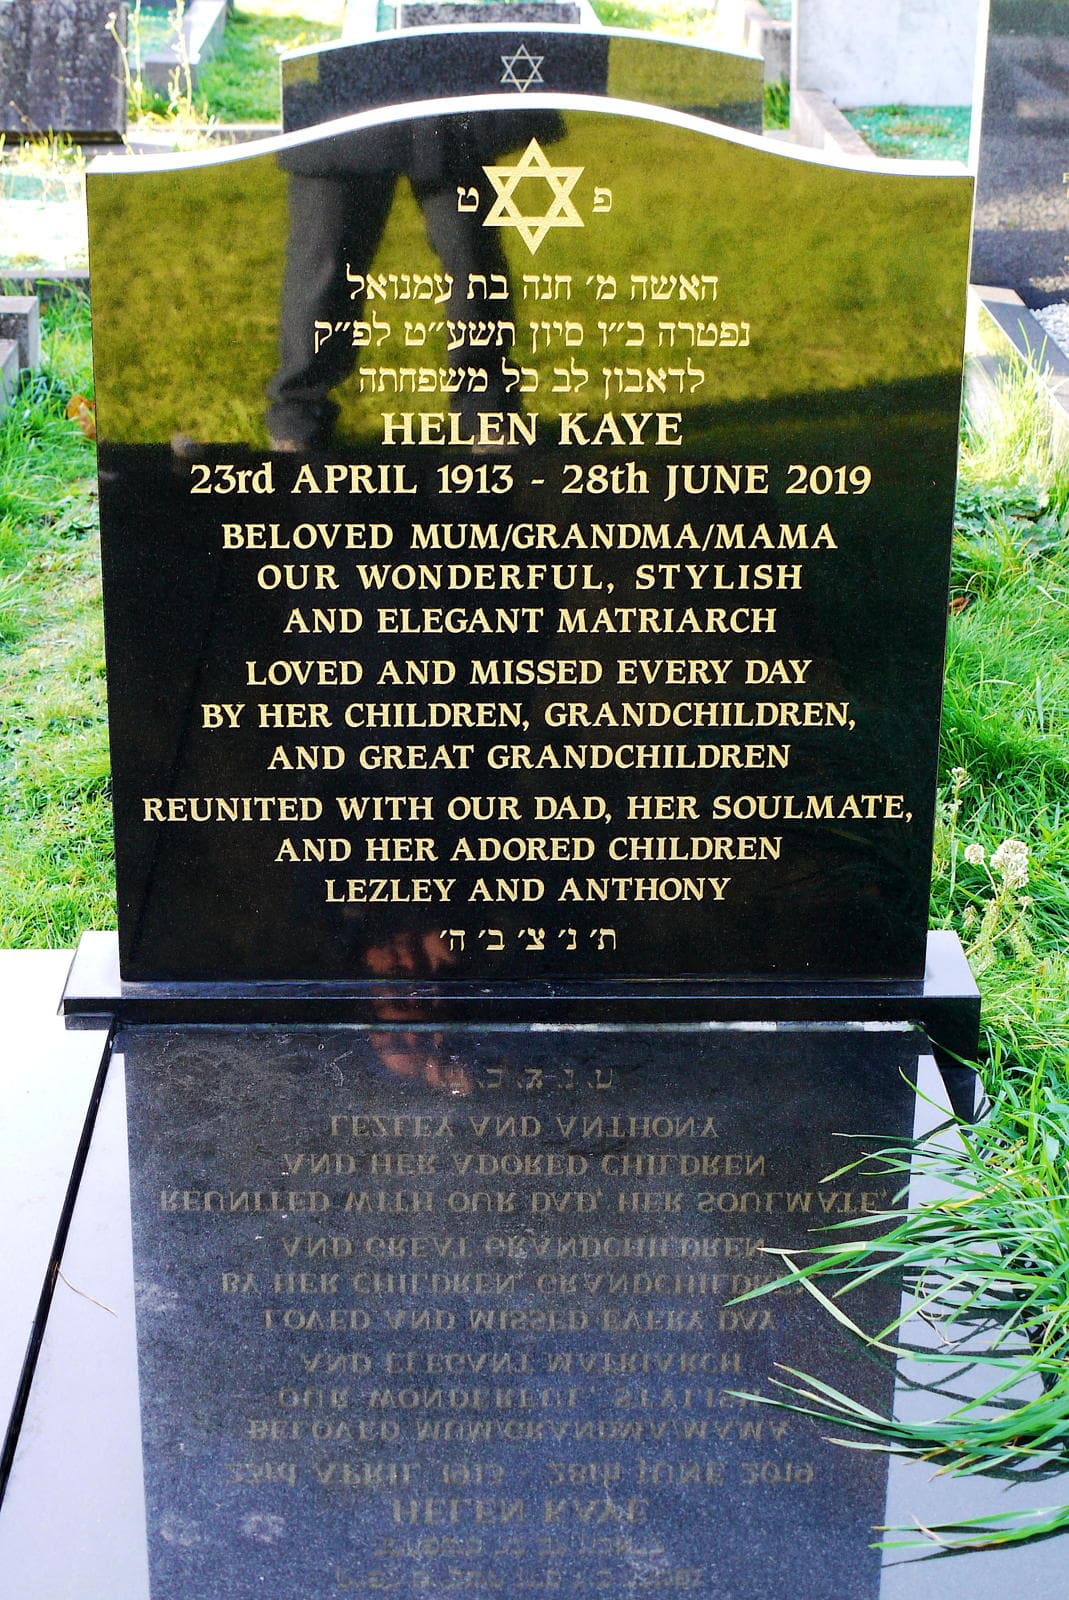 פ ט
האשה מ׳ חנה בת עמנואל
נפטרה כ״ו סיון תשע״ט לפ״ק
לדאבון לב כל משפחתה
HELEN KAYE
23rd APRIL 1913 - 28th JUNE 2019
BELOVED MUM/GRANDMA/MAMA
OUR WONDERFUL, STYLISH
AND ELEGANT MATRIARCH
LOVED AND MISSED EVERY DAY
BY HER CHILDREN, GRANDCHILDREN,
AND GREAT GRANDCHILDREN
REUNITED WITH OUR DAD, HER SOULMATE,
AND HER ADORED CHILDREN
LEZLEY AND ANTHONY
ת׳ נ׳ צ׳ ב׳ ה׳